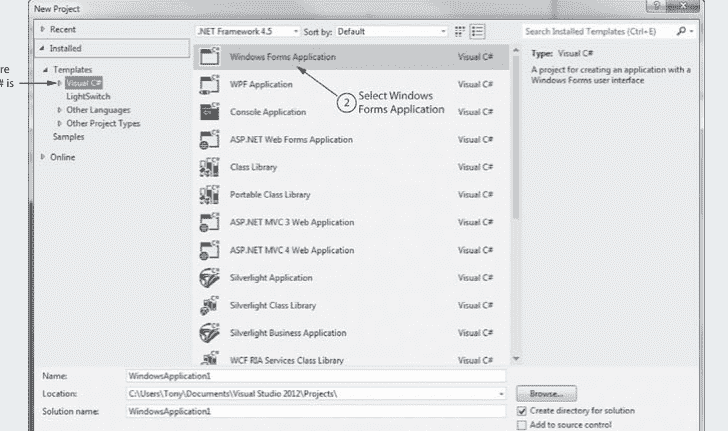 New Project
Recent
.NET Framework 4.5
Sort by: Default
Search Installed Templates (Ctrl+E)
Installed
Templates
Visual C#
LightSwitch
Other Languages
Other Project Types
Samples
Online
# is
Windows Forms Application Visual C#
WPF Application Visual C#
Console Application Visual C#
ASP.NET Web Forms Application Visual C#
Class Library Visual C#
Portable Class Library Visual C#
ASP.NET MVC 3 Web Application Visual C#
ASP.NET MVC 4 Web Application Visual C#
Silverlight Application Visual C#
Silverlight Class Library Visual C#
Silverlight Business Application Visual C#
WCF RIA Services Class Library Visual C#
2 Select Windows
Forms Application
Type: Visual C#
A project for creating an application with a
Windows Forms user interface
Name: WindowsApplication1
Location: C:\Users\Tony\Documents\Visual Studio 2012\Projects\
Browse...
Solution name: WindowsApplication1
Create directory for solution
Add to source control